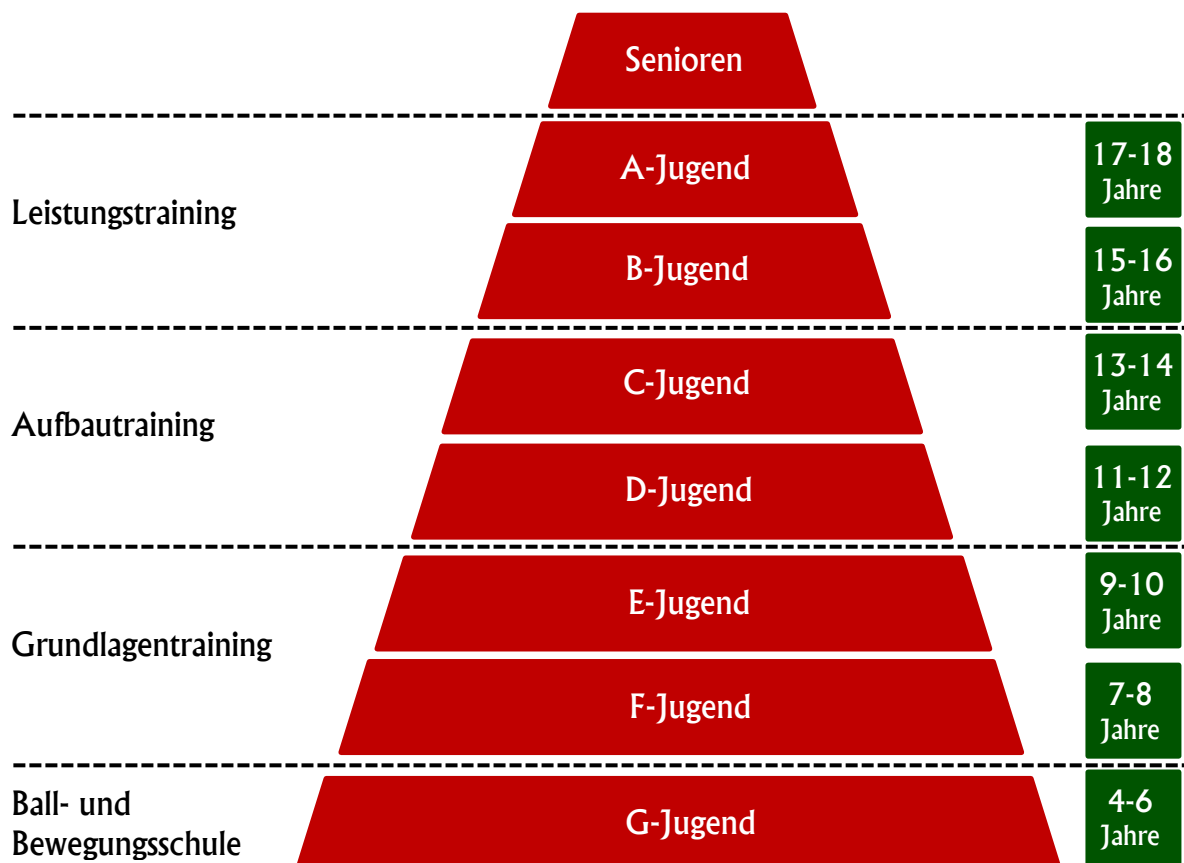 Senioren
Leistungstraining
A-Jugend
17-18
Jahre
B-Jugend
15-16
Jahre
Aufbautraining
C-Jugend
13-14
Jahre
D-Jugend
11-12
Jahre
Grundlagentraining
E-Jugend
9-10
Jahre
F-Jugend
7-8
Jahre
Ball- und
Bewegungsschule
G-Jugend
4-6
Jahre